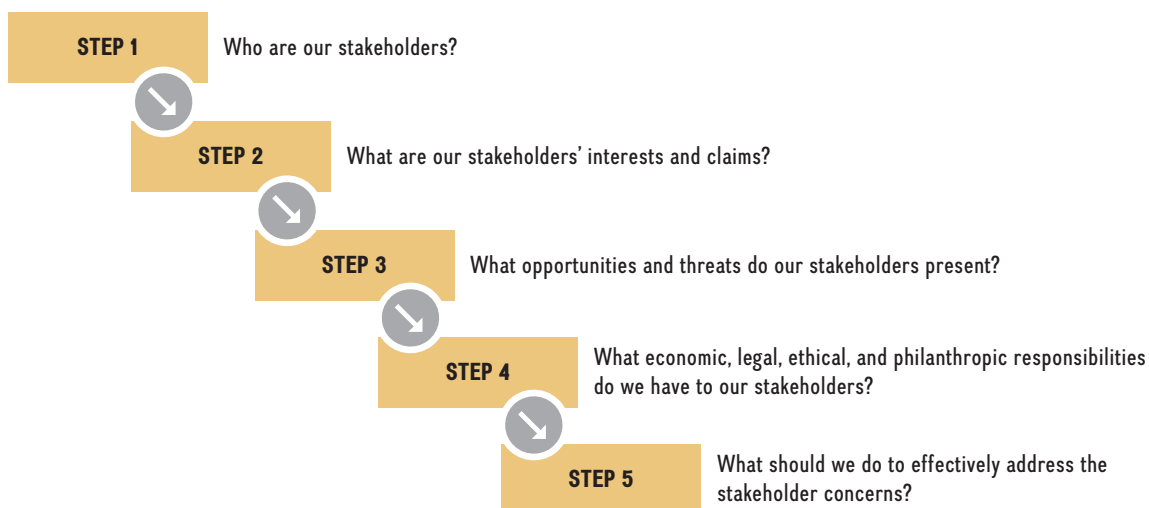 STEP 1
Who are our stakeholders?
STEP 2
What are our stakeholders’ interests and claims?
STEP 3
What opportunities and threats do our stakeholders present?
STEP 4
What economic, legal, ethical, and philanthropic responsibilities
do we have to our stakeholders?
STEP 5
What should we do to effectively address the
stakeholder concerns?